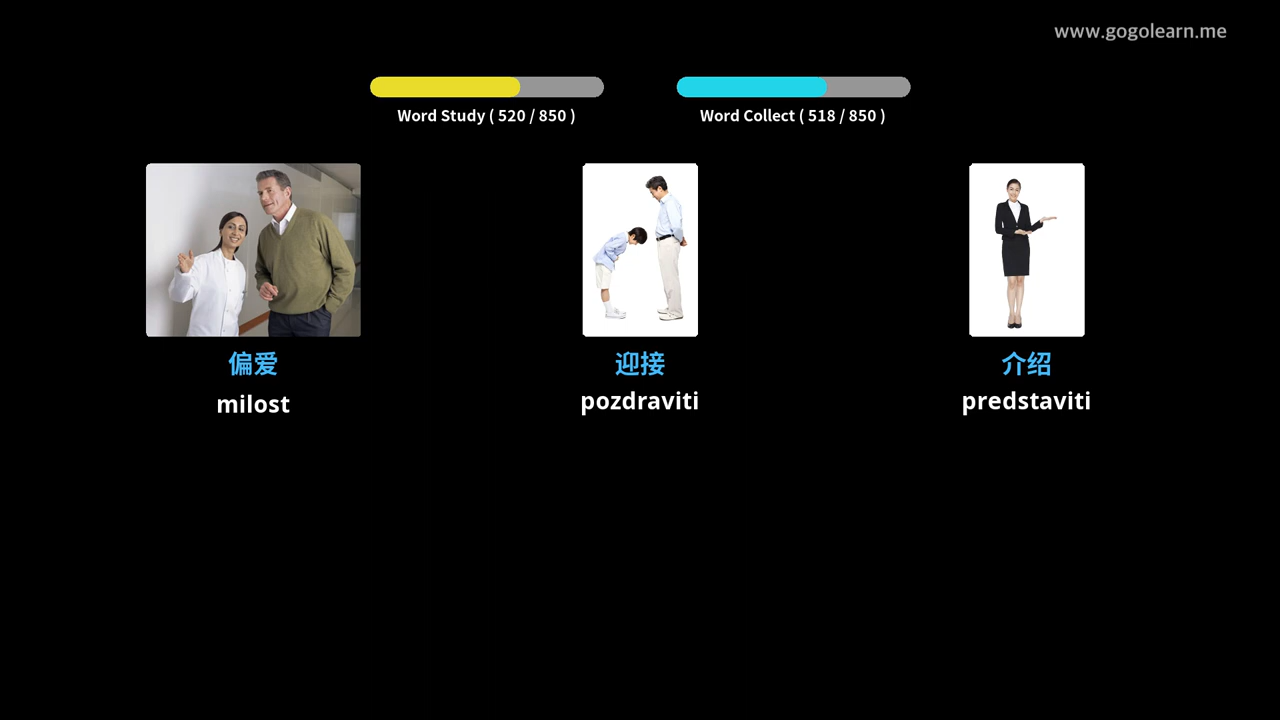 www.gogolearn.me
Word Study ( 520 / 850 )
Word Collect ( 518 / 850 )
偏爱
milost
迎接
pozdraviti
介绍
predstaviti